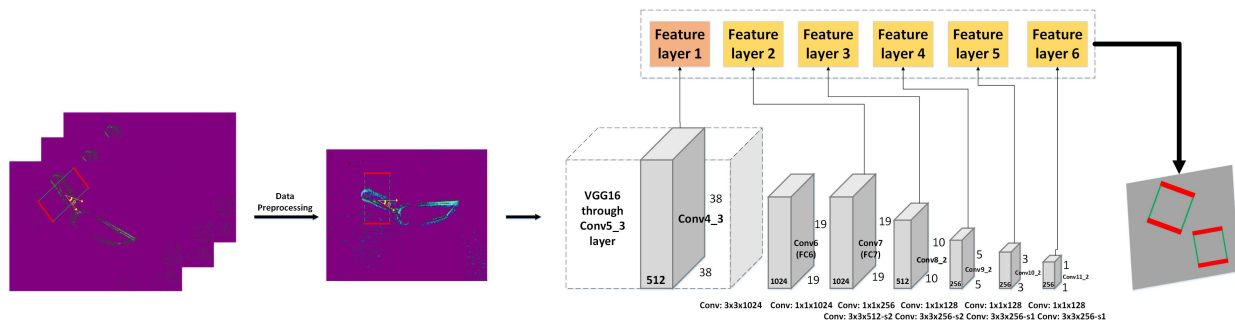 Feature layer 1
Feature layer 2
Feature layer 3
Feature layer 4
Feature layer 5
Feature layer 6
Data
Preprocessing
VGG16
through
Conv5_3
layer
512
Conv4_3
38
38
1024
Conv6
(FC6)
19
19
1024
Conv7
(FC7)
19
19
512
Conv8_2
10
10
256
Conv9_2
5
5
256
Conv10_2
3
3
256
Conv11_2
1
1
Conv: 3x3x1024 Conv: 1x1x1024 Conv: 1x1x256 Conv: 1x1x128 Conv: 1x1x128 Conv: 1x1x128
Conv: 3x3x512-s2 Conv: 3x3x256-s2 Conv: 3x3x256-s1 Conv: 3x3x256-s1